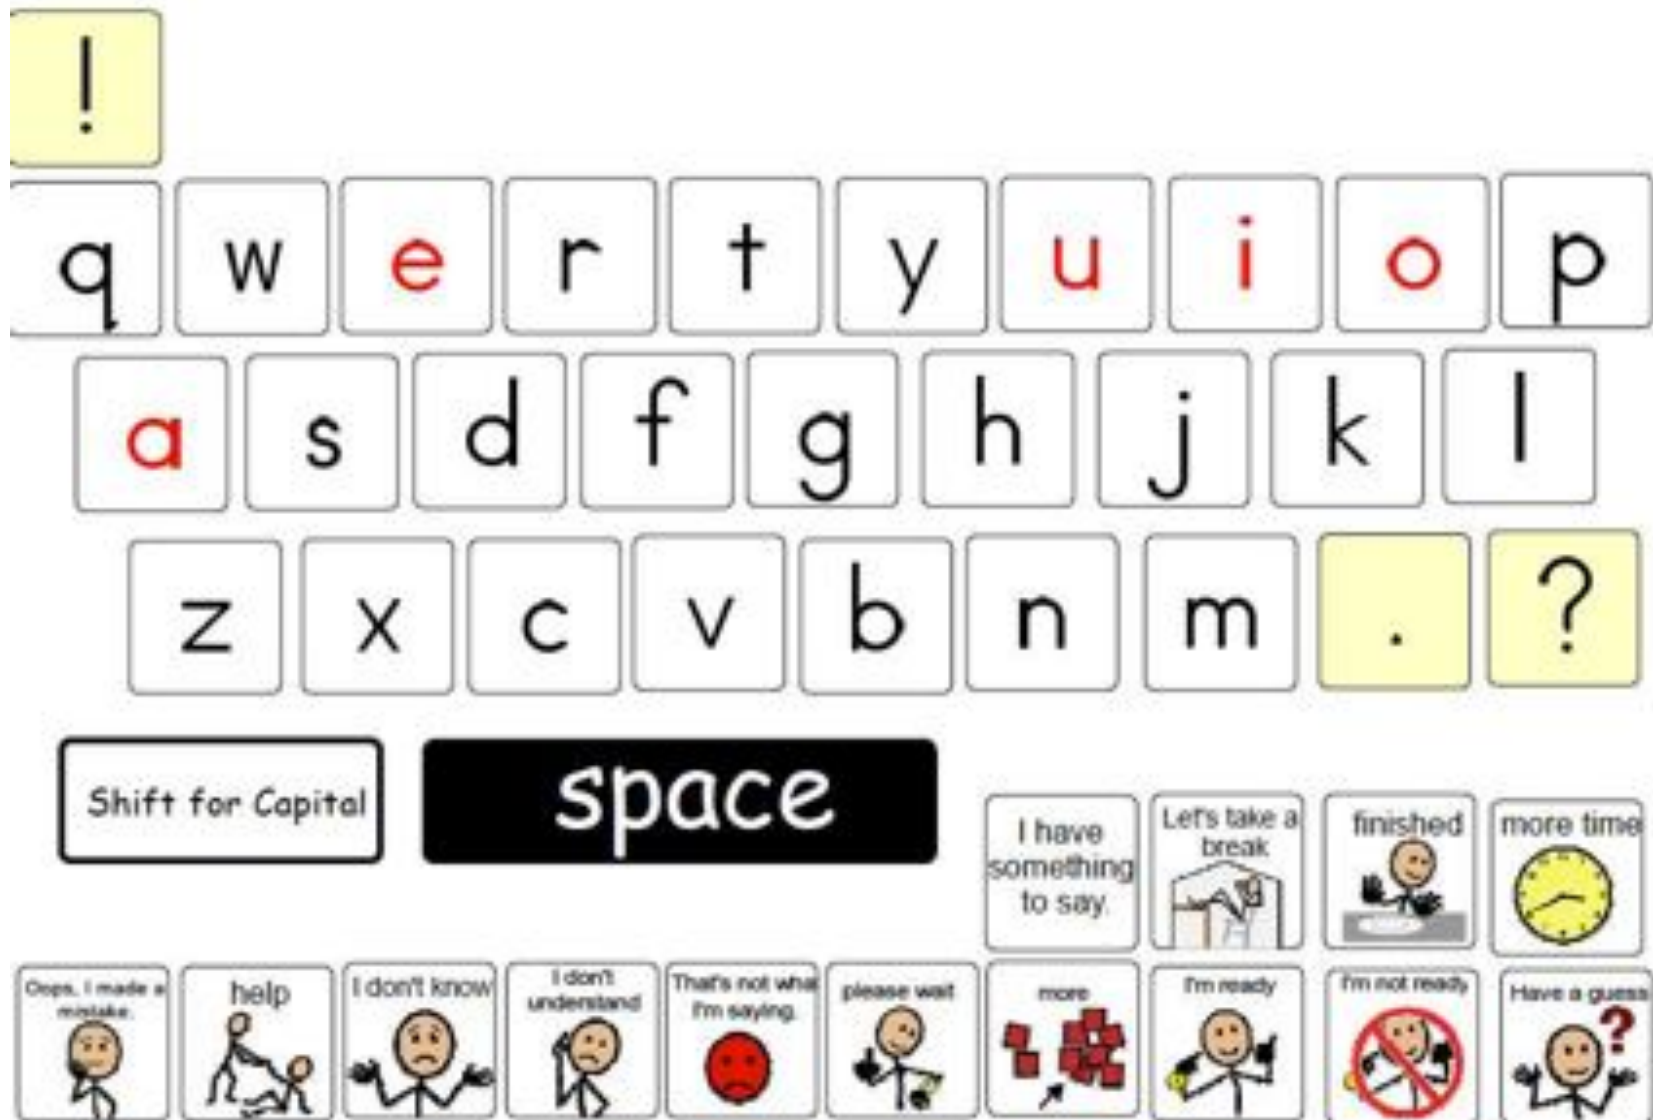 !
q w e r t y u i o p
a s d f g h j k l
z x c v b n m . ?
Shift for Capital
space
I have
something
to say.
Let's take a
break
finished
more time
Oops, I made a
mistake.
help
I don't know
I don't
understand
That's not wha
I'm saying.
please wait
more
I'm ready
I'm not ready
Have a guess
?